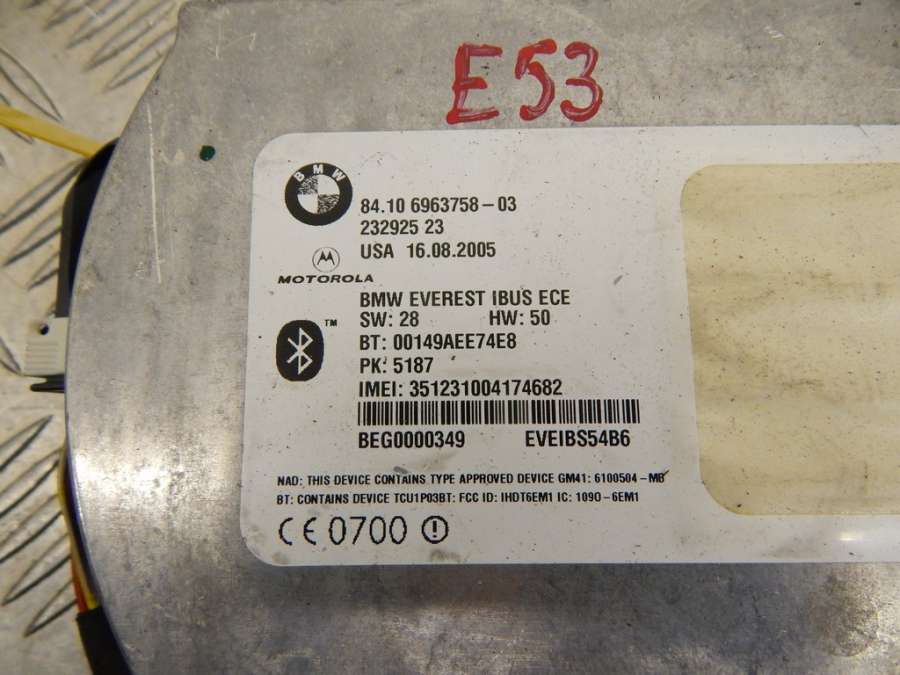 E53
BMW
84.10 6963758-03
232925 23
USA 16.08.2005
MOTOROLA
BMW EVEREST IBUS ECE
SW: 28 HW: 50
TM
BT: 00149AEE74E8
PK: 5187
IMEI: 351231004174682
BEG0000349 EVEIBS54B6
NAD: THIS DEVICE CONTAINS TYPE APPROVED DEVICE GM41: 6100504-MB
BT: CONTAINS DEVICE TCU1P03BT: FCC ID: IHDT6EM1 IC: 1090-6EM1
CE 0700